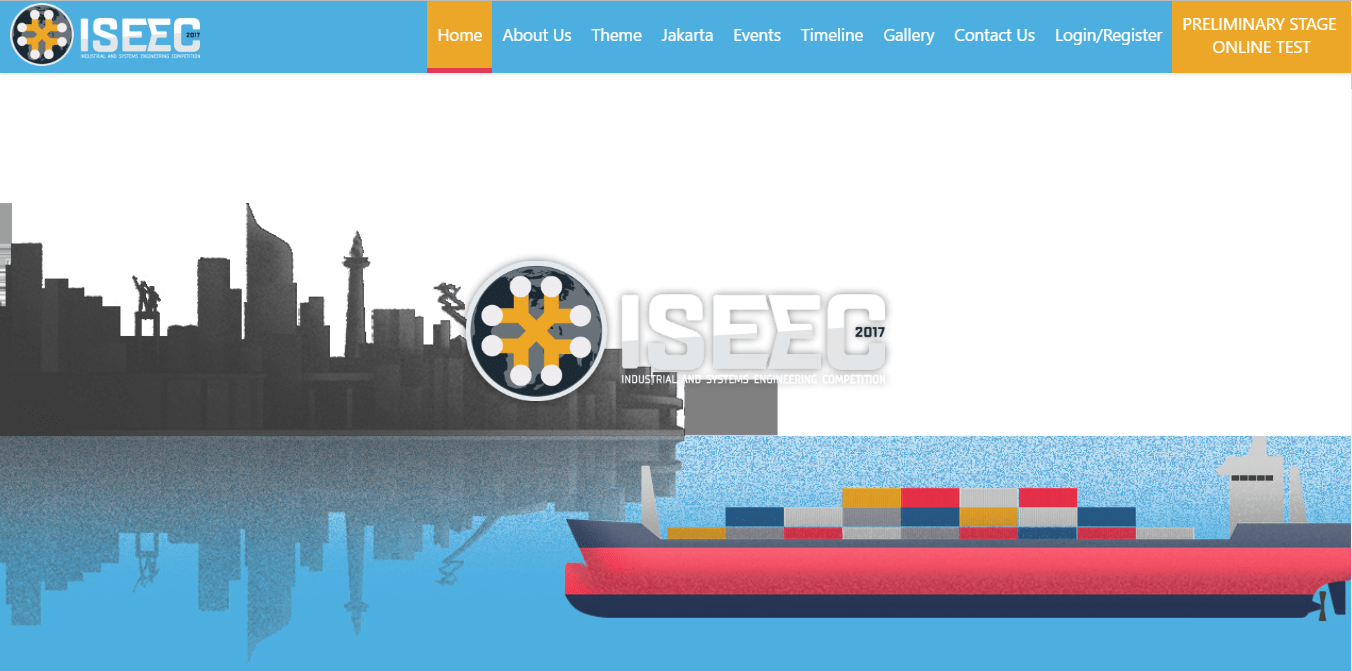 ISEEC 2017
INDUSTRIAL AND SYSTEMS ENGINEERING COMPETITION
Home
About Us
Theme
Jakarta
Events
Timeline
Gallery
Contact Us
Login/Register
PRELIMINARY STAGE
ONLINE TEST
ISEEC 2017
INDUSTRIAL AND SYSTEMS ENGINEERING COMPETITION